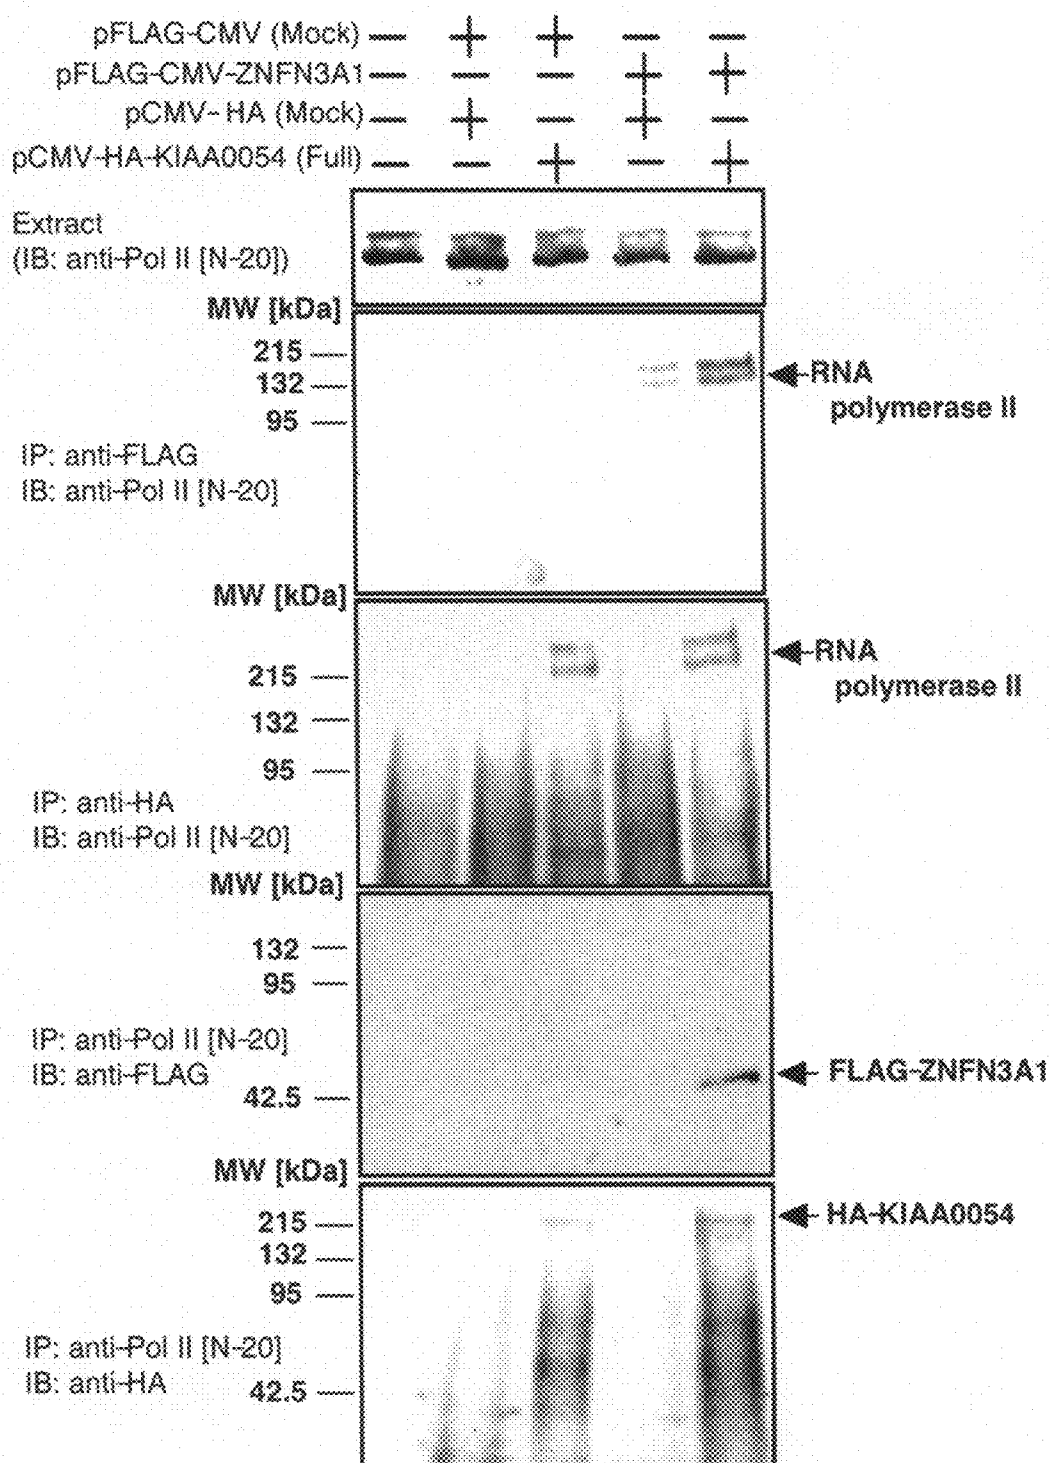 pFLAG-CMV (Mock) — + + — —
pFLAG-CMV-ZNFN3A1 — — — + +
pCMV-HA (Mock) — + — + —
pCMV-HA-KIAA0054 (Full) — — + — +
Extract
(IB: anti-Pol II [N-20])
MW [kDa]
215
132
95
RNA
polymerase II
IP: anti-FLAG
IB: anti-Pol II [N-20]
MW [kDa]
215
132
95
RNA
polymerase II
IP: anti-HA
IB: anti-Pol II [N-20]
MW [kDa]
132
95
IP: anti-Pol II [N-20]
IB: anti-FLAG
42.5
FLAG-ZNFN3A1
MW [kDa]
215
132
95
HA-KIAA0054
IP: anti-Pol II [N-20]
IB: anti-HA
42.5